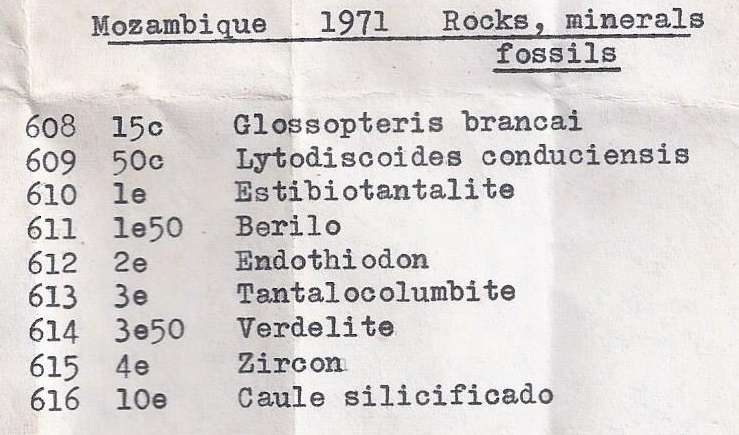 Mozambique 1971 Rocks, minerals
fossils
608 15c Glossopteris brancai
609 50c Lytodiscoides conduciensis
610 1e Estibiotantalite
611 1e50 Berilo
612 2e Endothiodon
613 3e Tantalocolumbite
614 3e50 Verdelite
615 4e Zircon
616 10e Caule silicificado